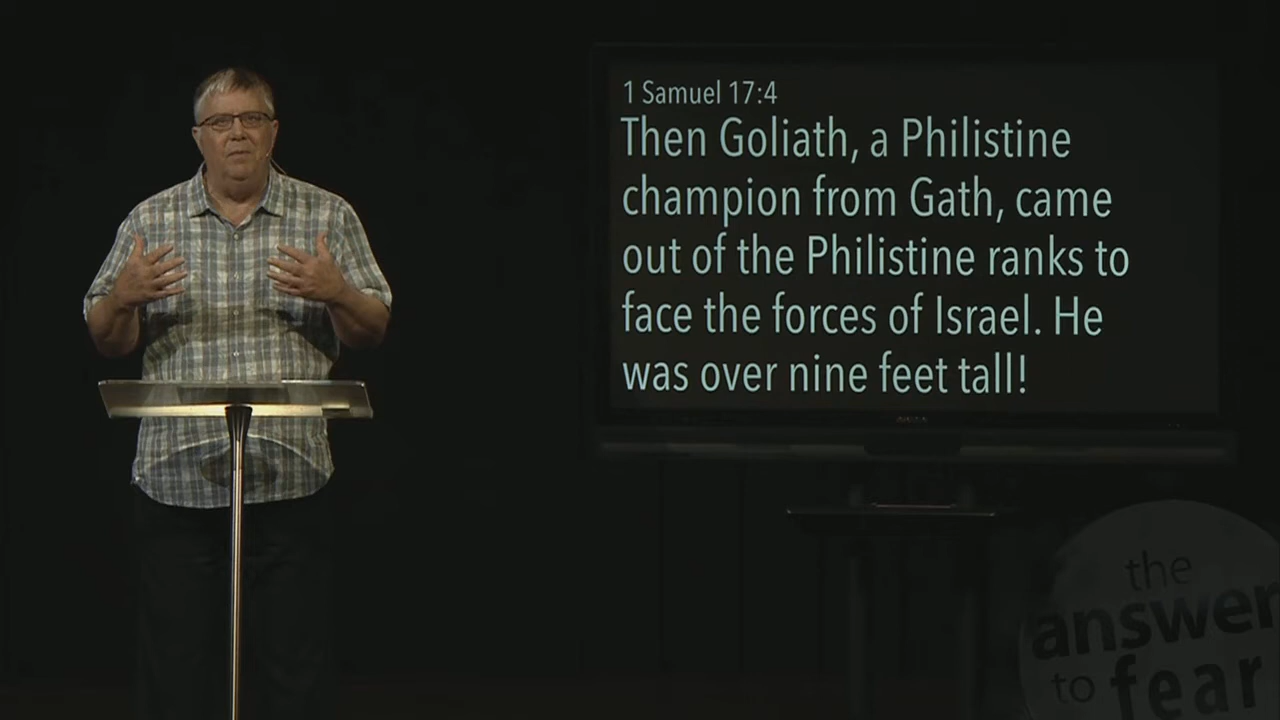 1 Samuel 17:4
Then Goliath, a Philistine
champion from Gath, came
out of the Philistine ranks to
face the forces of Israel. He
was over nine feet tall!
the
answer
to fear